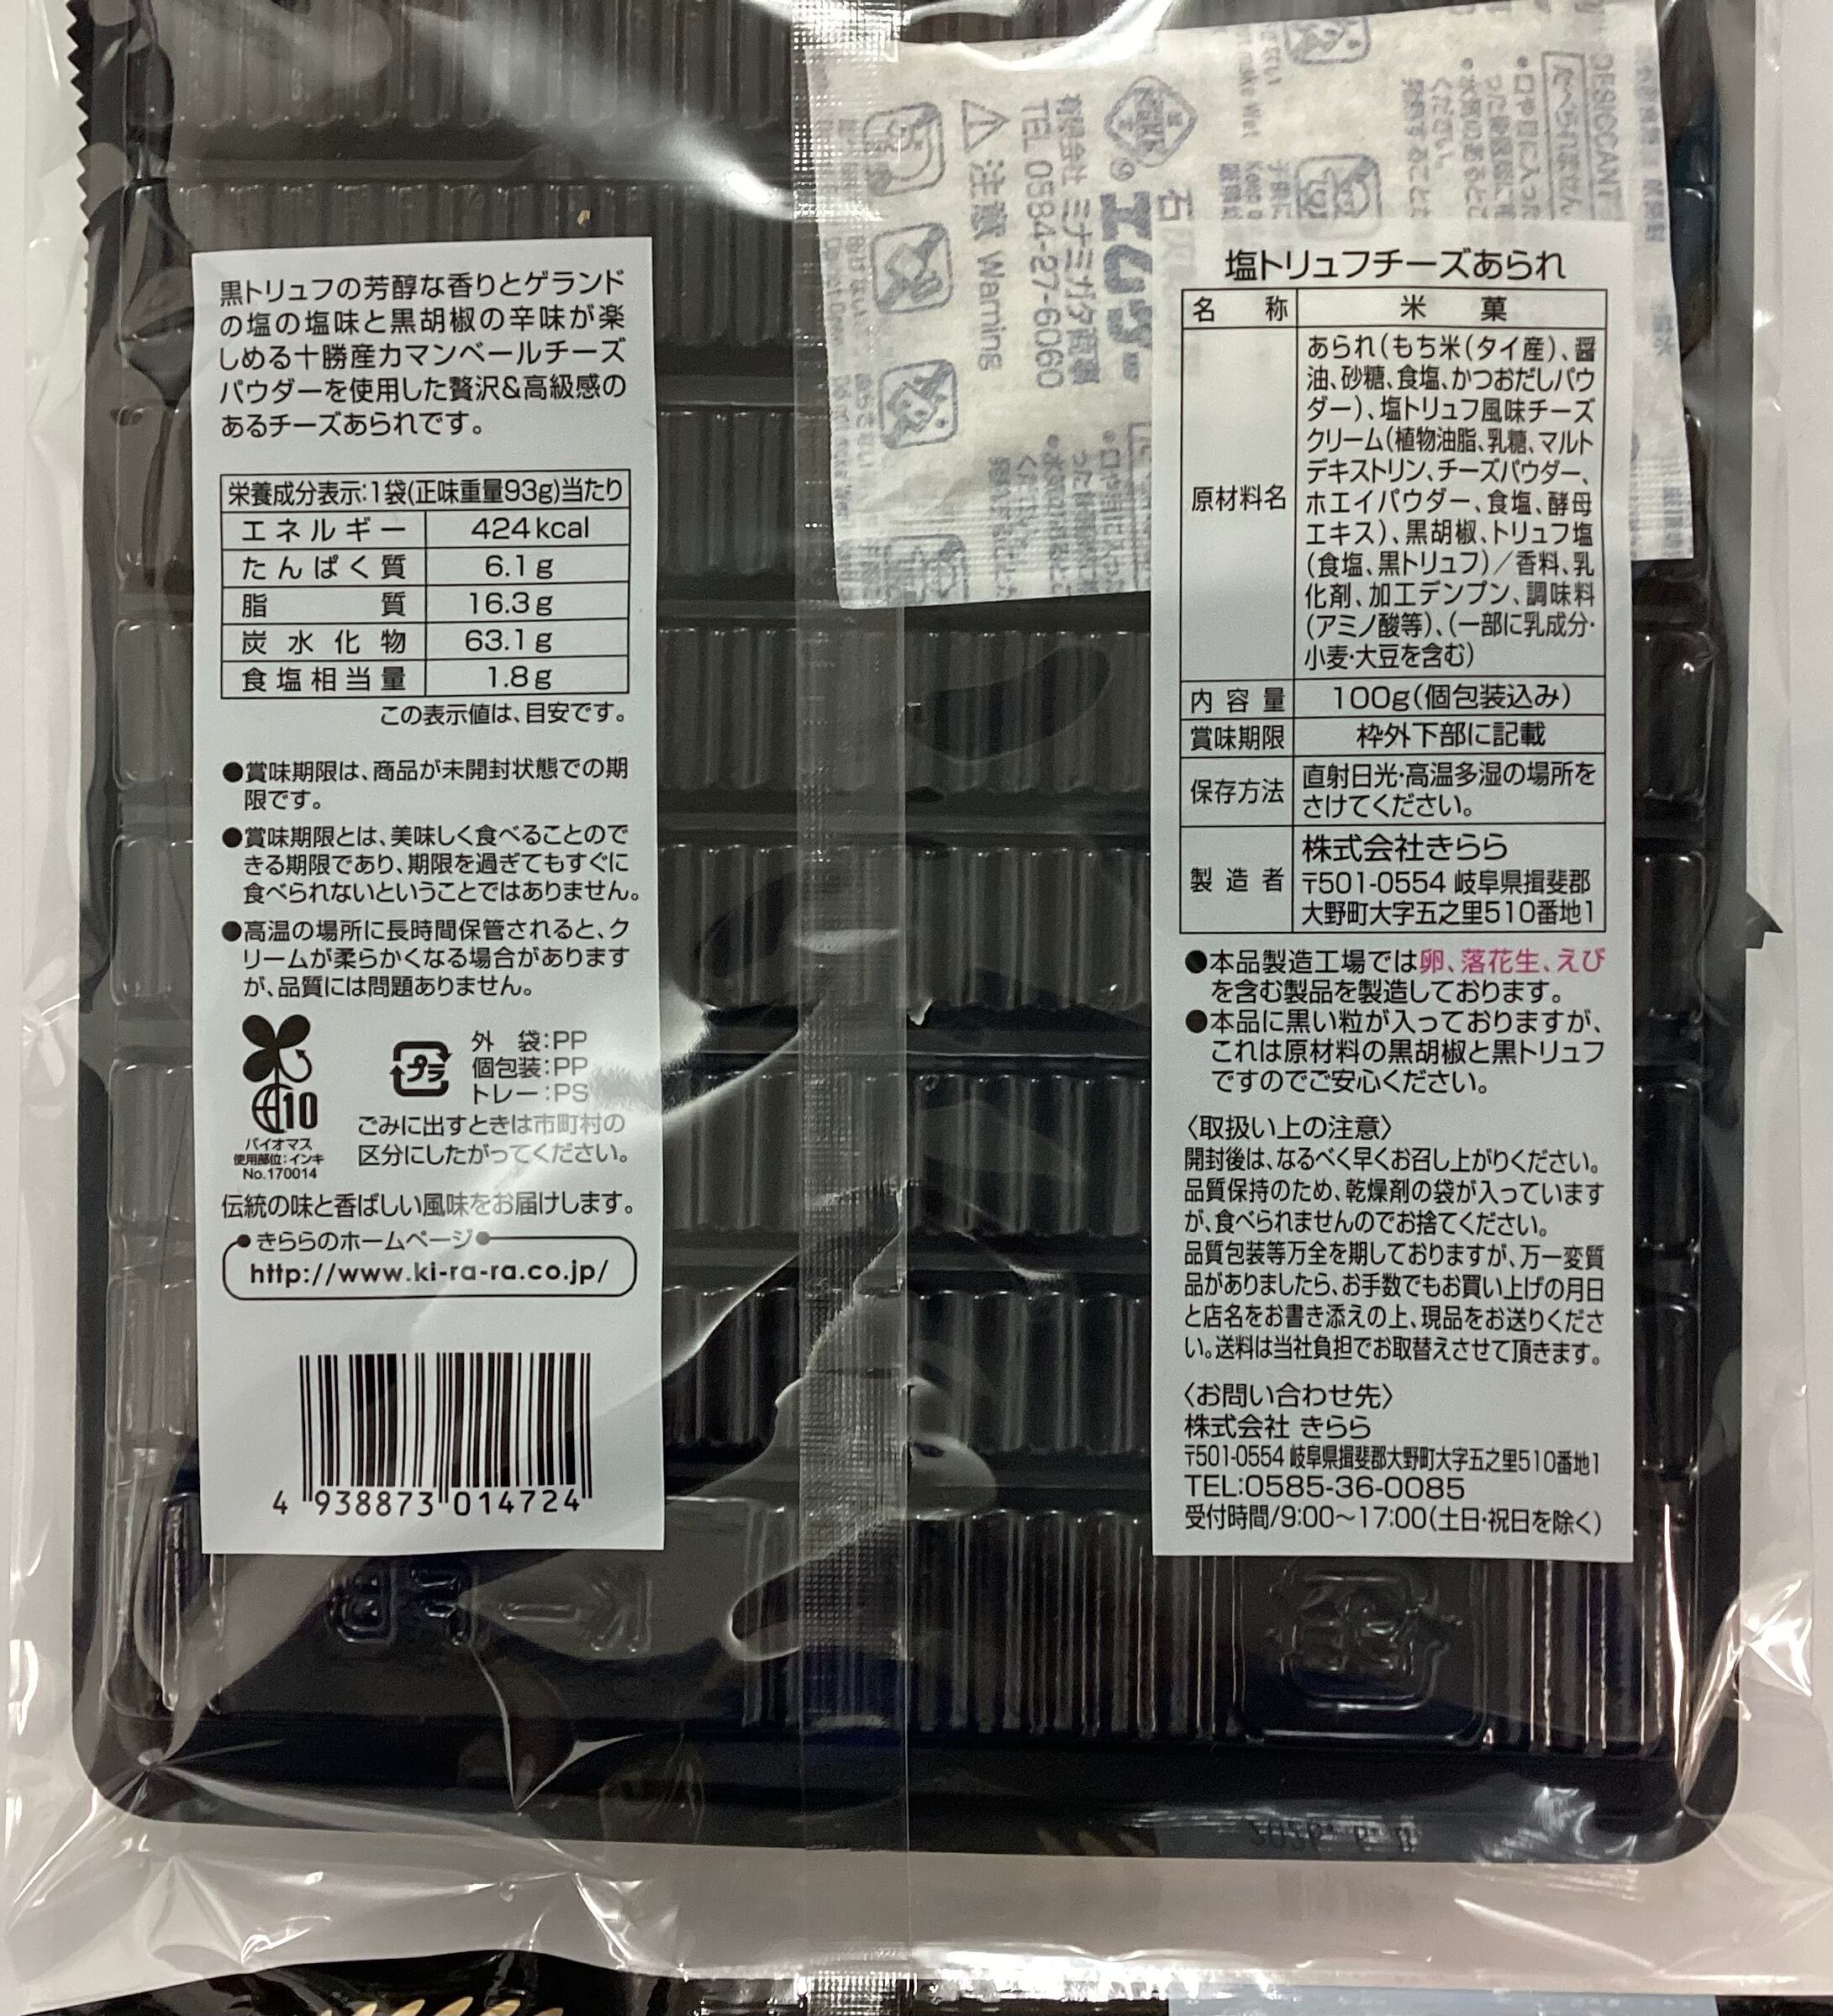 黒トリュフの芳醇な香りとゲランド
の塩の塩味と黒胡椒の辛味が楽
しめる十勝産カマンベールチーズ
パウダーを使用した贅沢&高級感の
あるチーズあられです。
栄養成分表示:1袋(正味重量93g)当たり
エネルギー 424kcal
たんぱく質 6.1g
脂質 16.3g
炭水化物 63.1g
食塩相当量 1.8g
この表示値は、目安です。
●賞味期限は、商品が未開封状態での期
限です。
●賞味期限とは、美味しく食べることので
きる期限であり、期限を過ぎてもすぐに
食べられないということではありません。
●高温の場所に長時間保管されると、ク
リームが柔らかくなる場合があります
が、品質には問題ありません。
10
バイオマス
使用部位:インキ
No.170014
プラ
外 袋:PP
個包装:PP
トレー:PS
ごみに出すときは市町村の
区分にしたがってください。
伝統の味と香ばしい風味をお届けします。
●きららのホームページ●
http://www.ki-ra-ra.co.jp/
4 938873 014724
DESICCANT
たべられません
石
エムツー
有限会社 ミナミガタ商事
TEL 0584-27-6060
注意 Warning
塩トリュフチーズあられ
名 称 米 菓
原材料名 あられ(もち米(タイ産)、醤
油、砂糖、食塩、かつおだしパウ
ダー)、塩トリュフ風味チーズ
クリーム(植物油脂、乳糖、マルト
デキストリン、チーズパウダー、
ホエイパウダー、食塩、酵母
エキス)、黒胡椒、トリュフ塩
(食塩、黒トリュフ)/香料、乳
化剤、加工デンプン、調味料
(アミノ酸等)、(一部に乳成分・
小麦・大豆を含む)
内容量 100g(個包装込み)
賞味期限 枠外下部に記載
保存方法 直射日光・高温多湿の場所を
さけてください。
製造者 株式会社きらら
〒501-0554 岐阜県揖斐郡
大野町大字五之里510番地1
●本品製造工場では卵、落花生、えび
を含む製品を製造しております。
●本品に黒い粒が入っておりますが、
これは原材料の黒胡椒と黒トリュフ
ですのでご安心ください。
〈取扱い上の注意〉
開封後は、なるべく早くお召し上がりください。
品質保持のため、乾燥剤の袋が入っています
が、食べられませんのでお捨てください。
品質包装等万全を期しておりますが、万一変質
品がありましたら、お手数でもお買い上げの月日
と店名をお書き添えの上、現品をお送りくださ
い。送料は当社負担でお取替えさせて頂きます。
〈お問い合わせ先〉
株式会社 きらら
〒501-0554 岐阜県揖斐郡大野町大字五之里510番地1
TEL:0585-36-0085
受付時間/9:00～17:00(土日・祝日を除く)